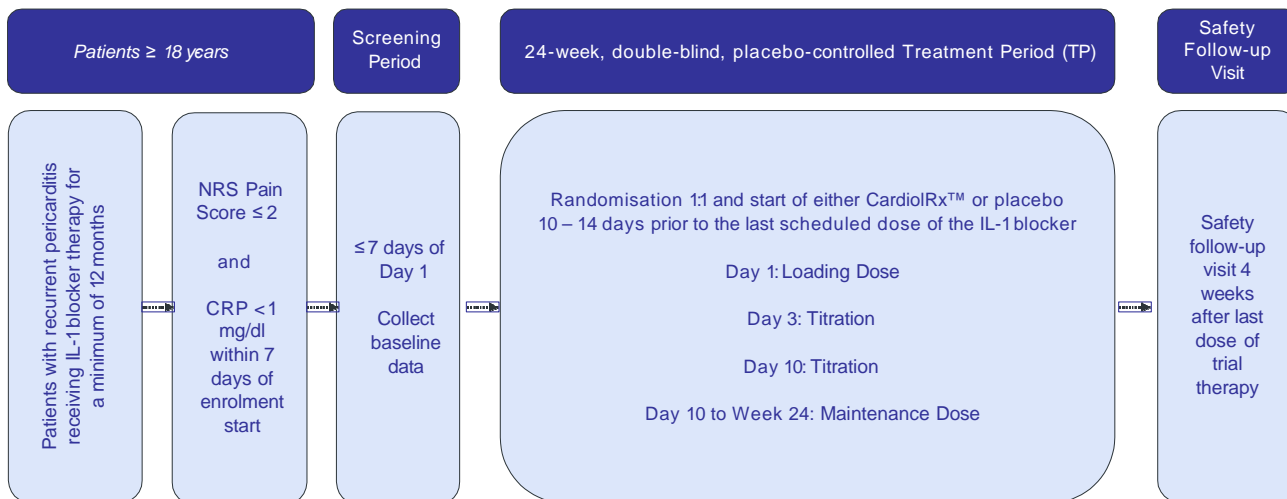 Patients ≥ 18 years
Screening
Period
24-week, double-blind, placebo-controlled Treatment Period (TP)
Safety
Follow-up
Visit
Patients with recurrent pericarditis
receiving IL-1 blocker therapy for
a minimum of 12 months
NRS Pain
Score ≤ 2
and
CRP <1
mg/dl
within 7
days of
enrolment
start
≤ 7 days of
Day 1
Collect
baseline
data
Randomisation 1:1 and start of either CardiolRx™ or placebo
10 – 14 days prior to the last scheduled dose of the IL-1 blocker
Day 1: Loading Dose
Day 3: Titration
Day 10: Titration
Day 10 to Week 24: Maintenance Dose
Safety
follow-up
visit 4
weeks
after last
dose of
trial
therapy